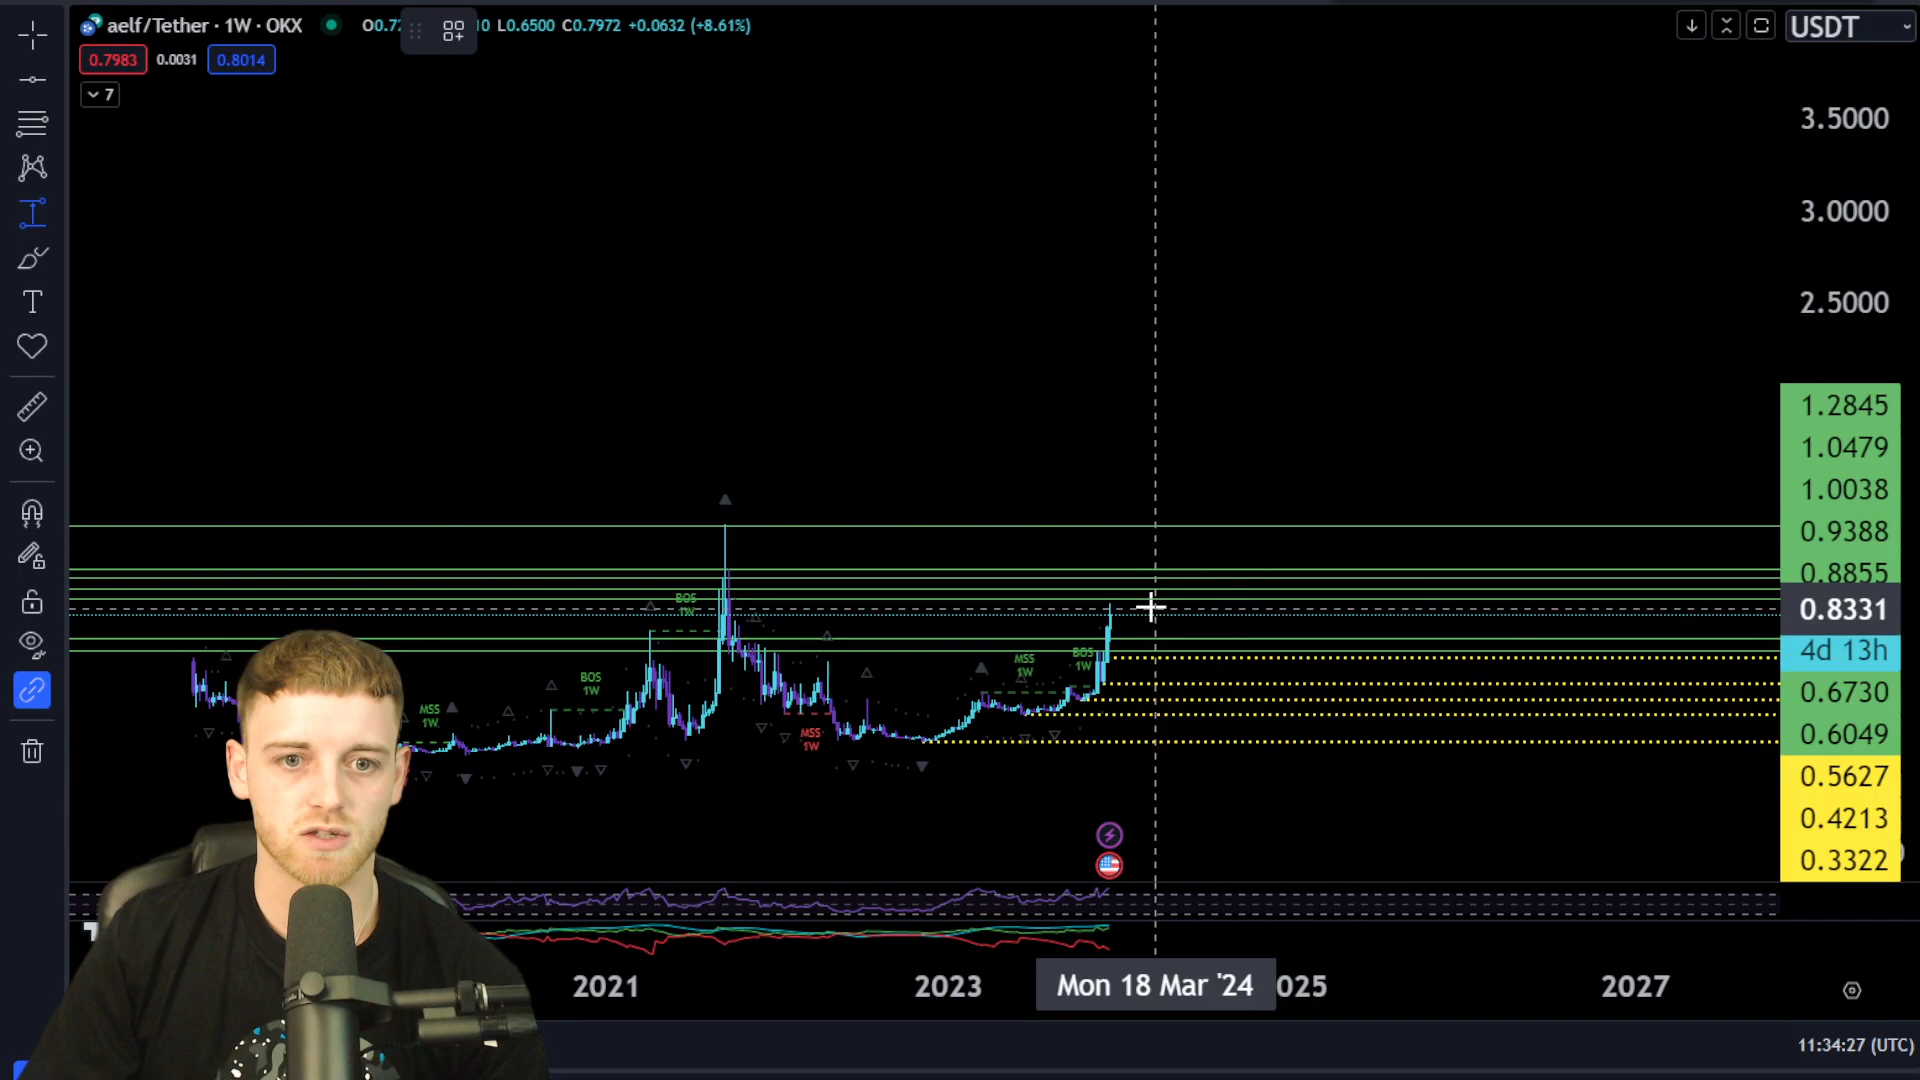 aelf/Tether · 1W · OKX
O0.72 10 L0.6500 C0.7972 +0.0632 (+8.61%)
USDT
0.7983 0.0031 0.8014
7
3.5000
3.0000
2.5000
1.2845
1.0479
1.0038
0.9388
0.8855
0.8331
4d 13h
0.6730
0.6049
0.5627
0.4213
0.3322
BOS
1W
MSS
1W
BOS
1W
BOS
1W
MSS
1W
MSS
1W
2021
2023
Mon 18 Mar '24
025
2027
11:34:27 (UTC)